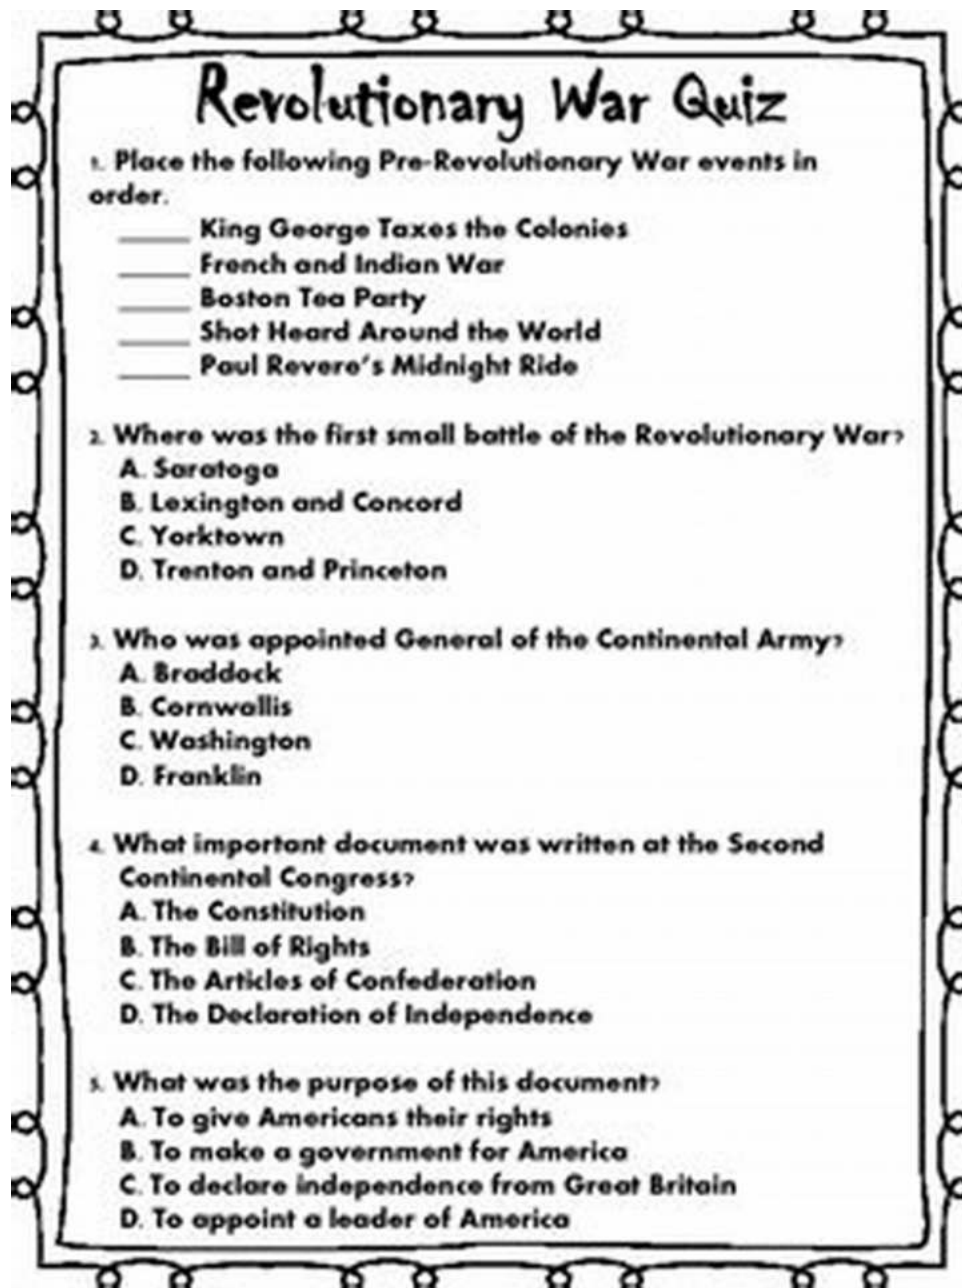 Revolutionary War Quiz
1. Place the following Pre-Revolutionary War events in
order.
_____ King George Taxes the Colonies
_____ French and Indian War
_____ Boston Tea Party
_____ Shot Heard Around the World
_____ Paul Revere's Midnight Ride
2. Where was the first small battle of the Revolutionary War?
A. Saratoga
B. Lexington and Concord
C. Yorktown
D. Trenton and Princeton
3. Who was appointed General of the Continental Army?
A. Braddock
B. Cornwallis
C. Washington
D. Franklin
4. What important document was written at the Second
Continental Congress?
A. The Constitution
B. The Bill of Rights
C. The Articles of Confederation
D. The Declaration of Independence
5. What was the purpose of this document?
A. To give Americans their rights
B. To make a government for America
C. To declare independence from Great Britain
D. To appoint a leader of America